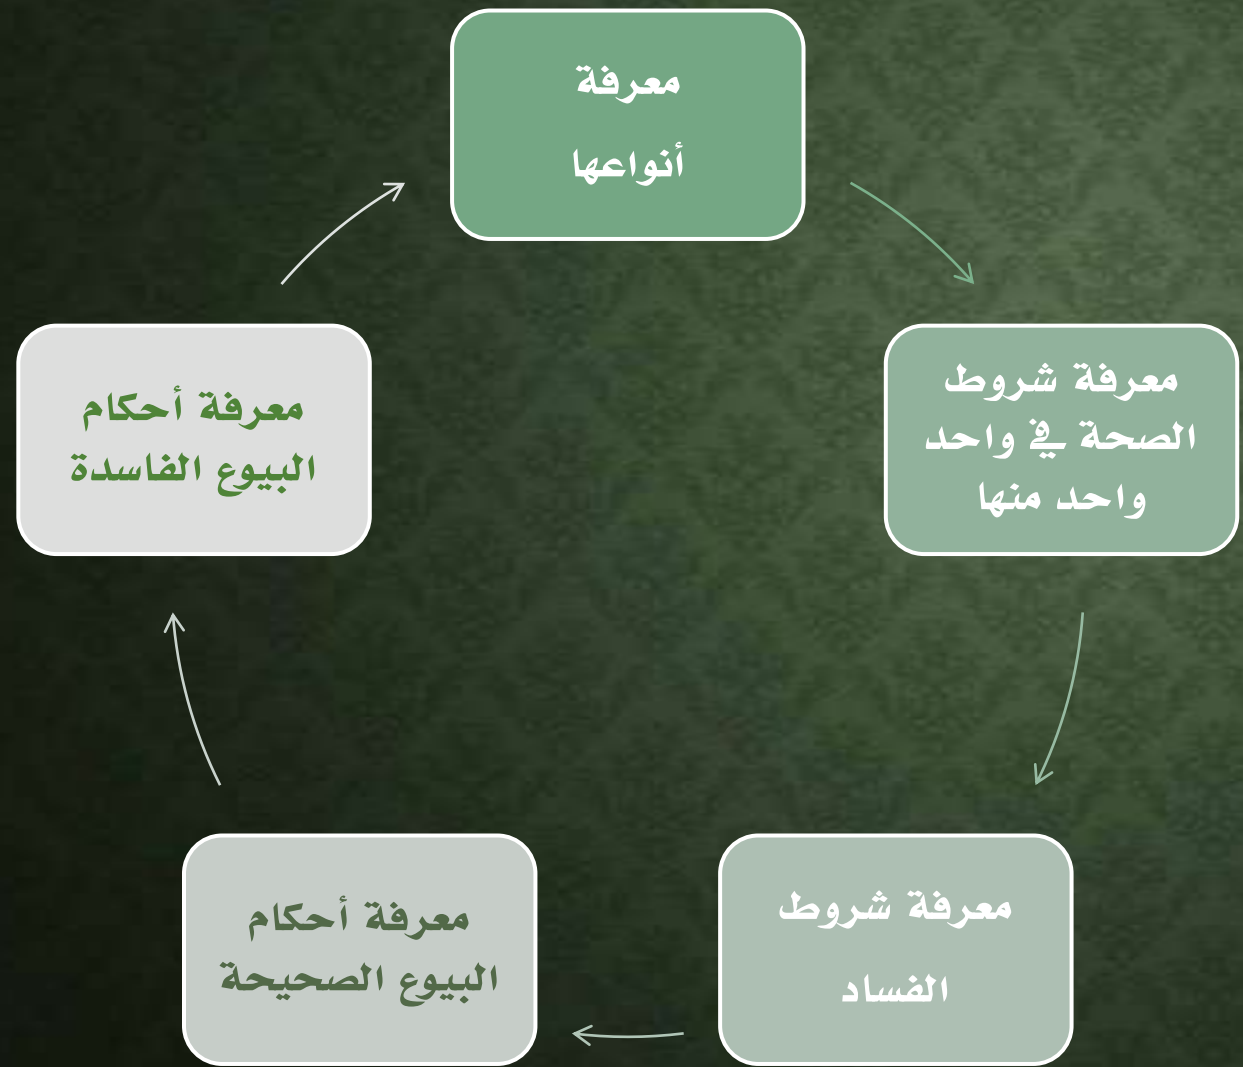 معرفة
أنواعها
معرفة شروط
الصحة في واحد
واحد منها
معرفة شروط
الفساد
معرفة أحكام
البيوع الصحيحة
معرفة أحكام
البيوع الفاسدة